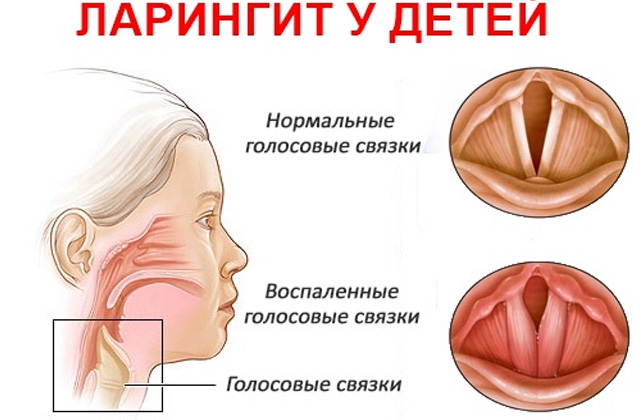 ЛАРИНГИТ У ДЕТЕЙ
Нормальные
голосовые связки
Воспаленные
голосовые связки
Голосовые связки